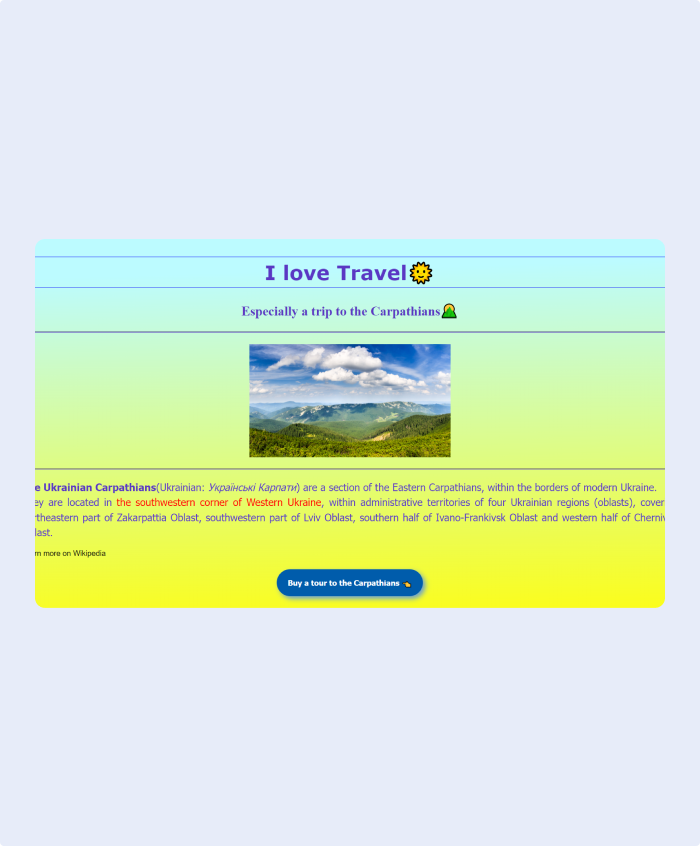 I love Travel🌞
Especially a trip to the Carpathians
e Ukrainian Carpathians(Ukrainian: Українські Карпати) are a section of the Eastern Carpathians, within the borders of modern Ukraine.
ey are located in the southwestern corner of Western Ukraine, within administrative territories of four Ukrainian regions (oblasts), cover
rtheastern part of Zakarpattia Oblast, southwestern part of Lviv Oblast, southern half of Ivano-Frankivsk Oblast and western half of Cherniv
last.
rn more on Wikipedia
Buy a tour to the Carpathians